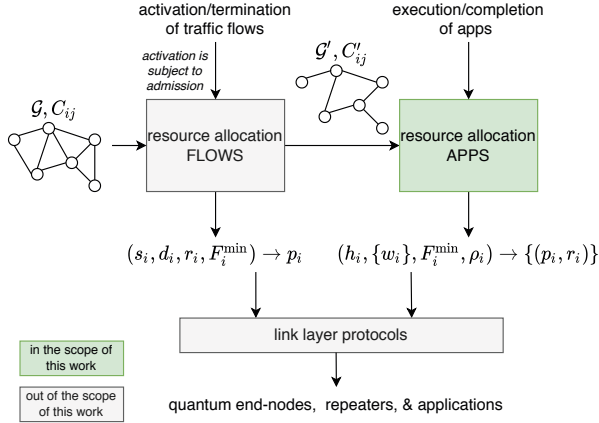 activation/termination
of traffic flows
execution/completion
of apps
activation is
subject to
admission
𝒢′, C′ᵢⱼ
𝒢, Cᵢⱼ
resource allocation
FLOWS
resource allocation
APPS
(sᵢ, dᵢ, rᵢ, Fᵢᵐⁱⁿ) → pᵢ
(hᵢ, {wᵢ}, Fᵢᵐⁱⁿ, ρᵢ) → {(pᵢ, rᵢ)}
link layer protocols
in the scope of
this work
out of the scope
of this work
quantum end-nodes, repeaters, & applications